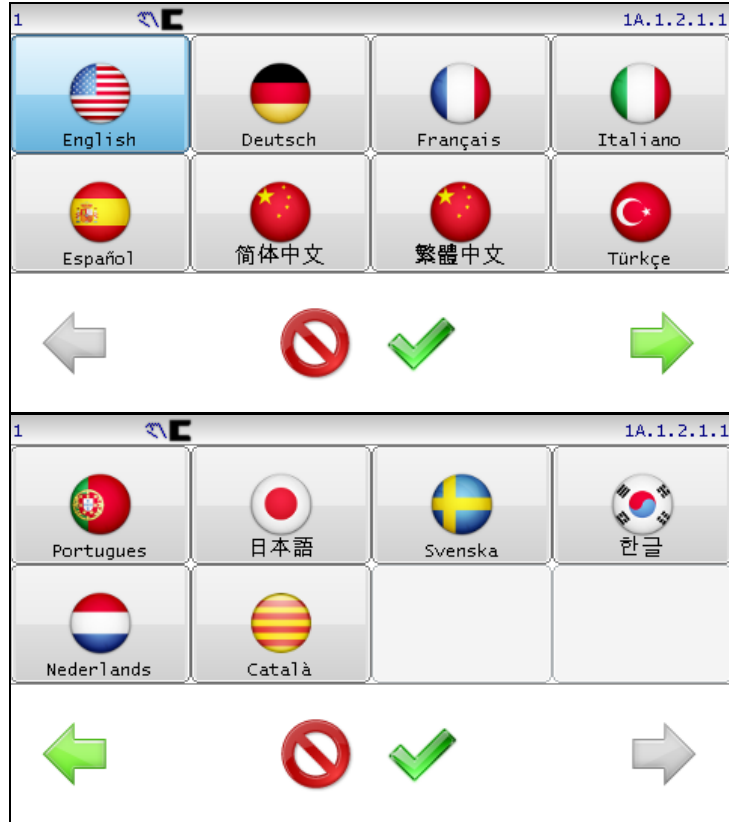 1 1A.1.2.1.1
English Deutsch Français Italiano
Español 简体中文 繁體中文 Türkçe
1 1A.1.2.1.1
Portugues 日本語 Svenska 한글
Nederlands Català